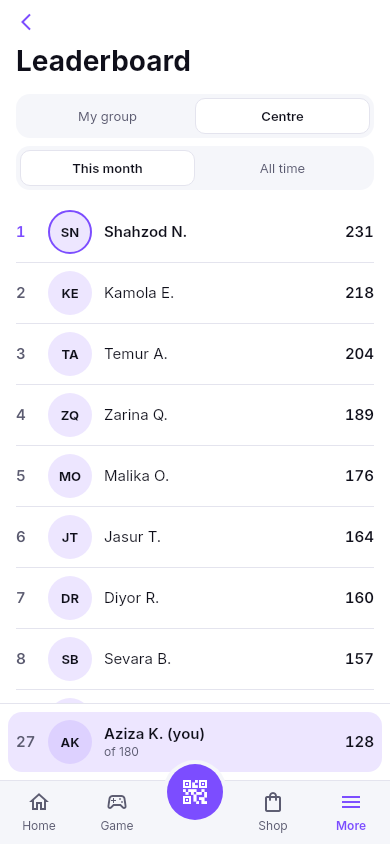 Leaderboard
My group Centre
This month All time
1 SN Shahzod N. 231
2 KE Kamola E. 218
3 TA Temur A. 204
4 ZQ Zarina Q. 189
5 MO Malika O. 176
6 JT Jasur T. 164
7 DR Diyor R. 160
8 SB Sevara B. 157
27 AK Aziza K. (you) 128
of 180
Home Game Shop More